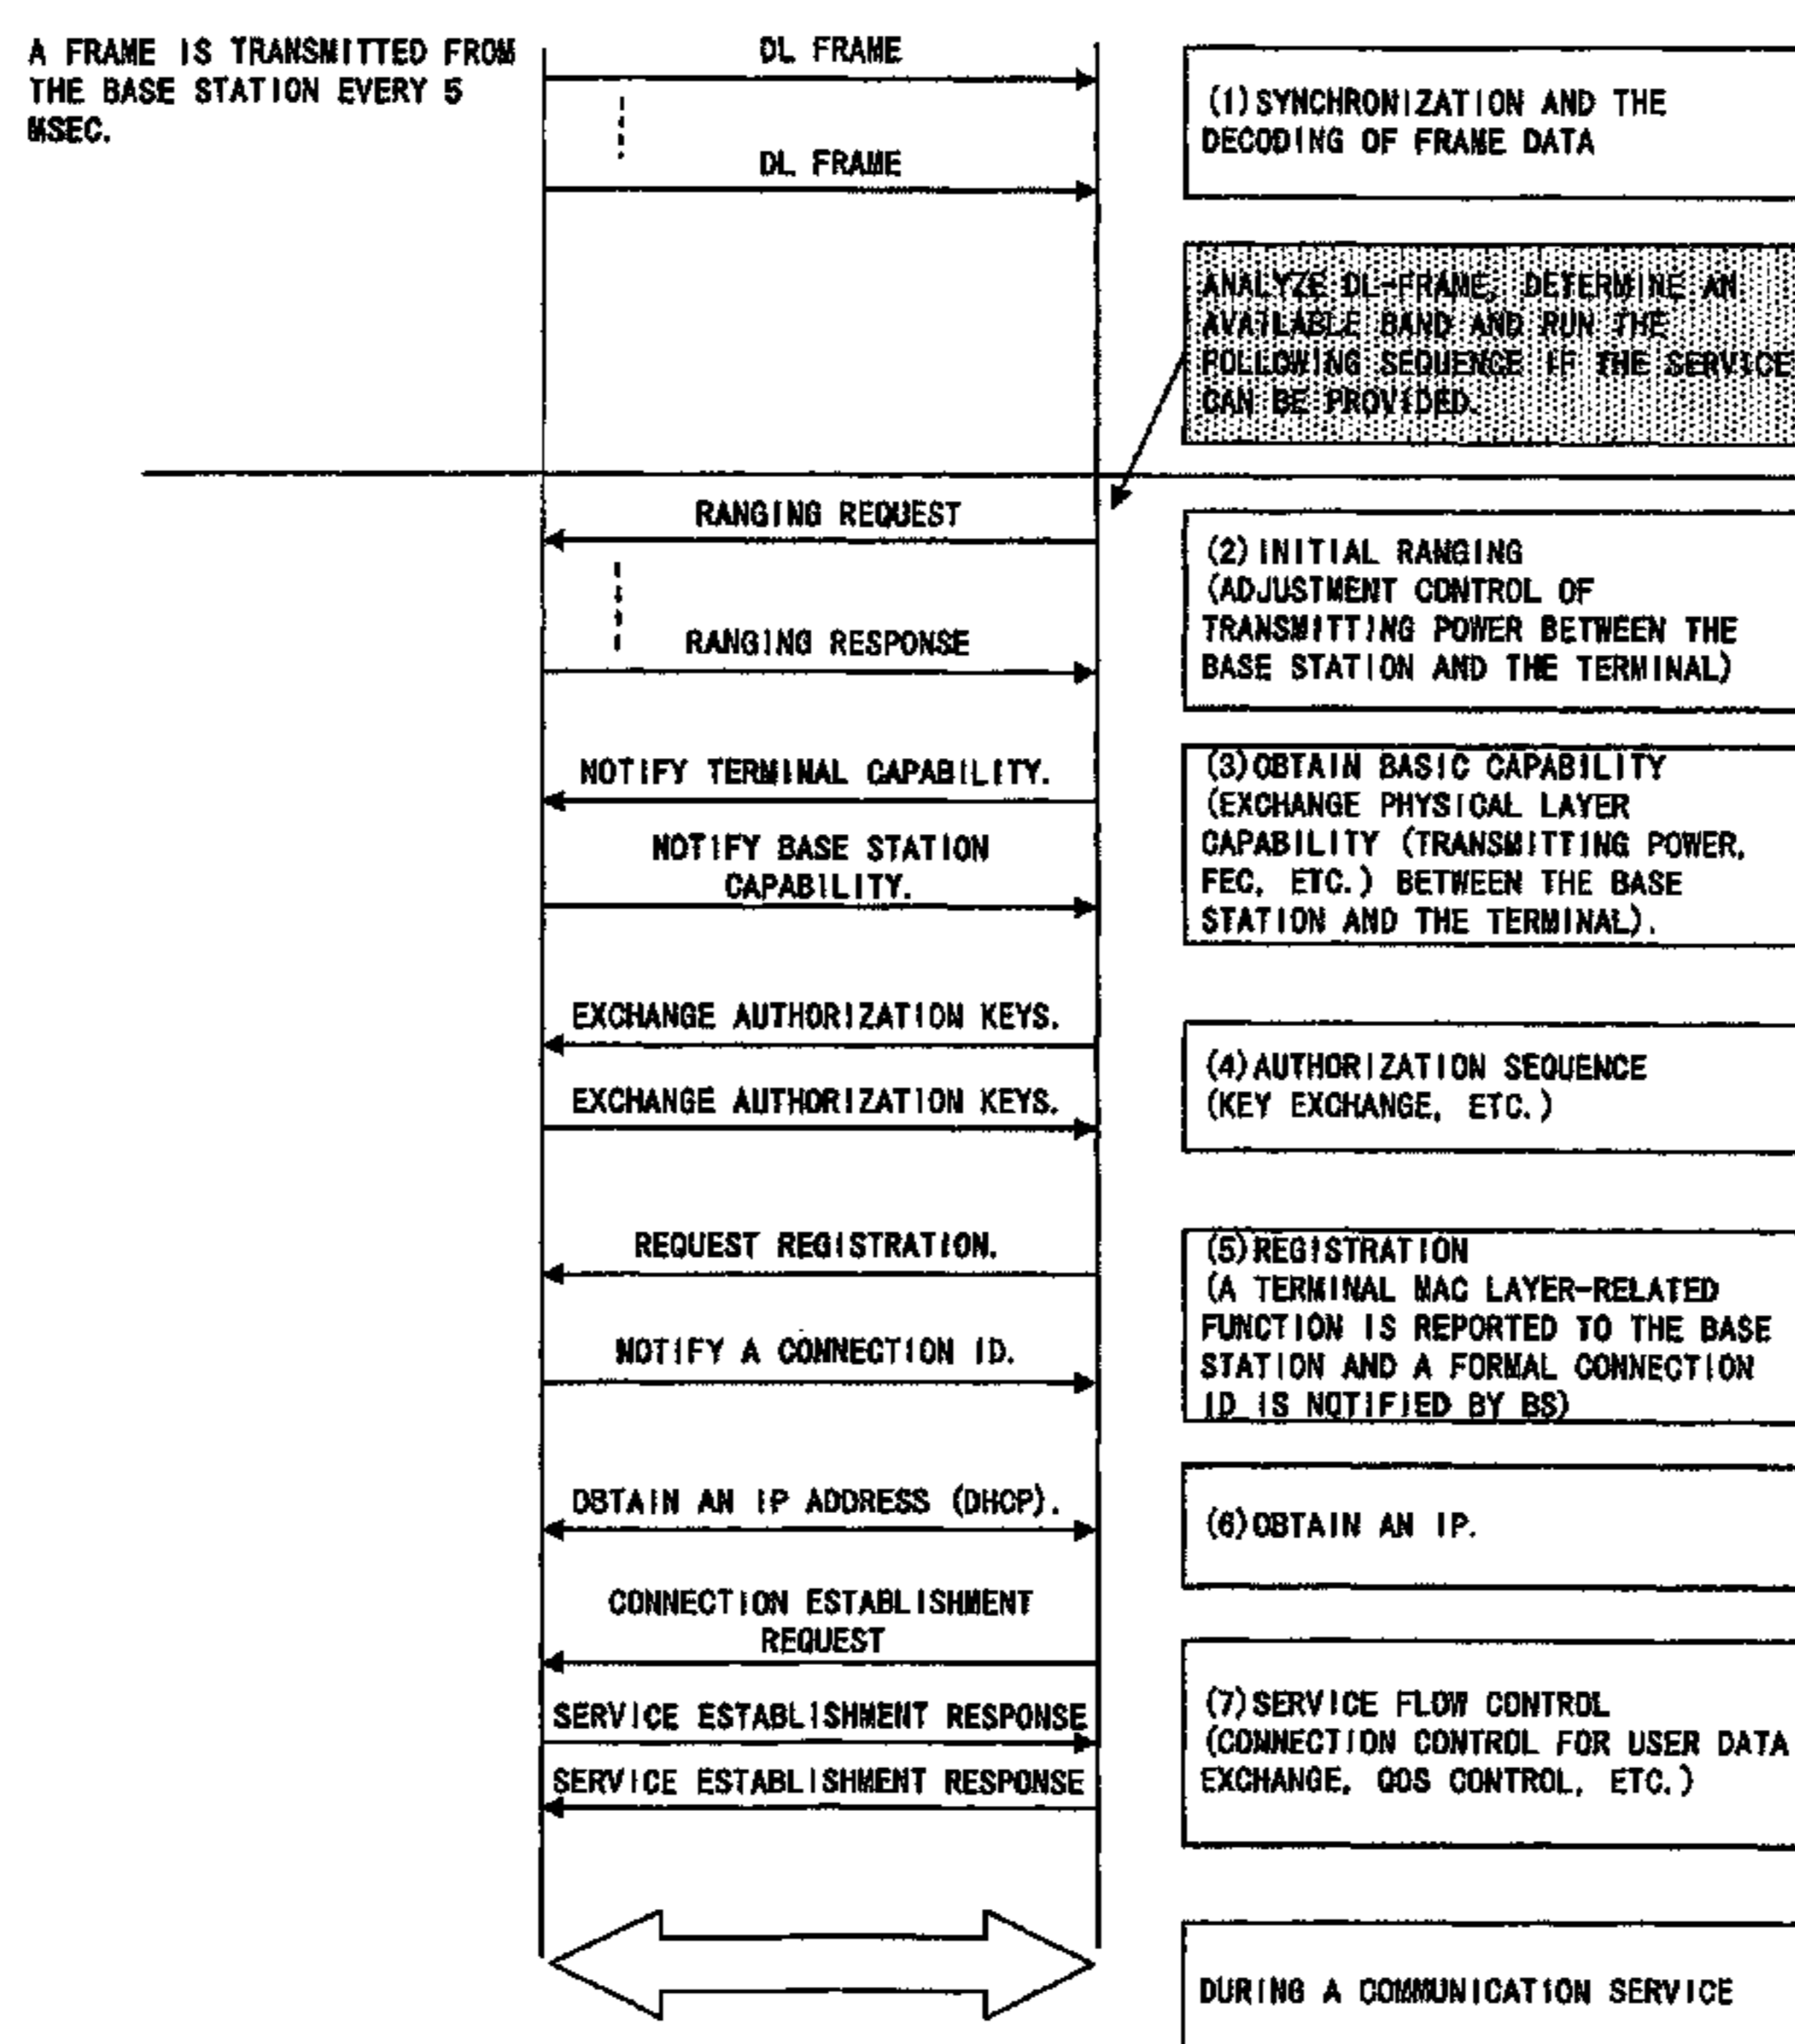 A FRAME IS TRANSMITTED FROM
THE BASE STATION EVERY 5
MSEC.
DL FRAME
DL FRAME
(1)SYNCHRONIZATION AND THE
DECODING OF FRAME DATA
ANALYZE DL-FRAME, DETERMINE AN
AVAILABLE BAND AND RUN THE
FOLLOWING SEQUENCE IF THE SERVICE
CAN BE PROVIDED.
RANGING REQUEST
RANGING RESPONSE
(2)INITIAL RANGING
(ADJUSTMENT CONTROL OF
TRANSMITTING POWER BETWEEN THE
BASE STATION AND THE TERMINAL)
NOTIFY TERMINAL CAPABILITY.
NOTIFY BASE STATION
CAPABILITY.
(3)OBTAIN BASIC CAPABILITY
(EXCHANGE PHYSICAL LAYER
CAPABILITY (TRANSMITTING POWER,
FEC, ETC.) BETWEEN THE BASE
STATION AND THE TERMINAL).
EXCHANGE AUTHORIZATION KEYS.
EXCHANGE AUTHORIZATION KEYS.
(4)AUTHORIZATION SEQUENCE
(KEY EXCHANGE, ETC.)
REQUEST REGISTRATION.
NOTIFY A CONNECTION ID.
(5)REGISTRATION
(A TERMINAL MAC LAYER-RELATED
FUNCTION IS REPORTED TO THE BASE
STATION AND A FORMAL CONNECTION
ID IS NOTIFIED BY BS)
OBTAIN AN IP ADDRESS (DHCP).
(6)OBTAIN AN IP.
CONNECTION ESTABLISHMENT
REQUEST
SERVICE ESTABLISHMENT RESPONSE
SERVICE ESTABLISHMENT RESPONSE
(7)SERVICE FLOW CONTROL
(CONNECTION CONTROL FOR USER DATA
EXCHANGE, QOS CONTROL, ETC.)
DURING A COMMUNICATION SERVICE